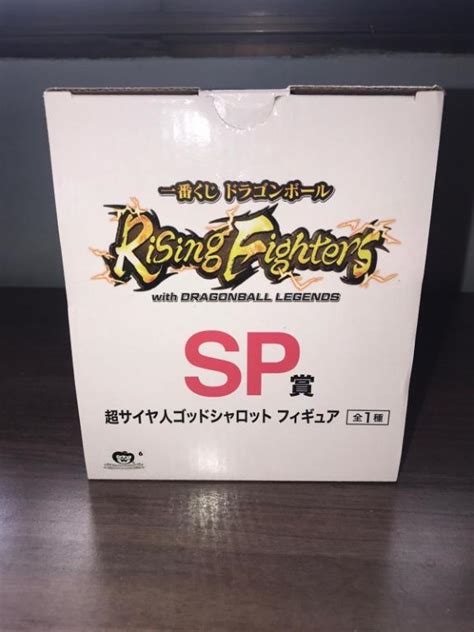 一番くじ ドラゴンボール
Rising Fighters
with DRAGONBALL LEGENDS
SP賞
超サイヤ人ゴッドシャロット フィギュア 全1種
6